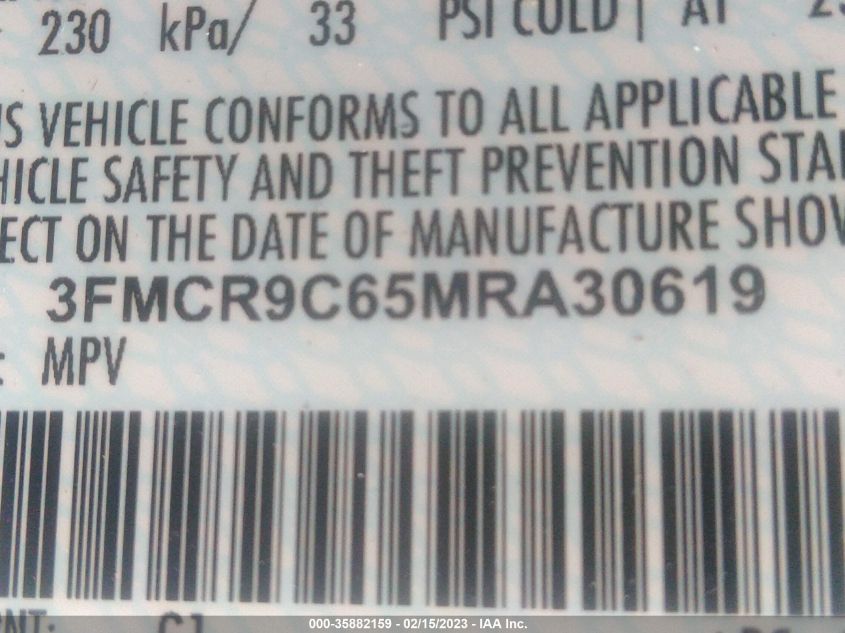 230 kPa/ 33 PSI COLD | AT
S VEHICLE CONFORMS TO ALL APPLICABLE
HICLE SAFETY AND THEFT PREVENTION STA
ECT ON THE DATE OF MANUFACTURE SHOW
3FMCR9C65MRA30619
: MPV
000-35882159 - 02/15/2023 - IAA Inc.